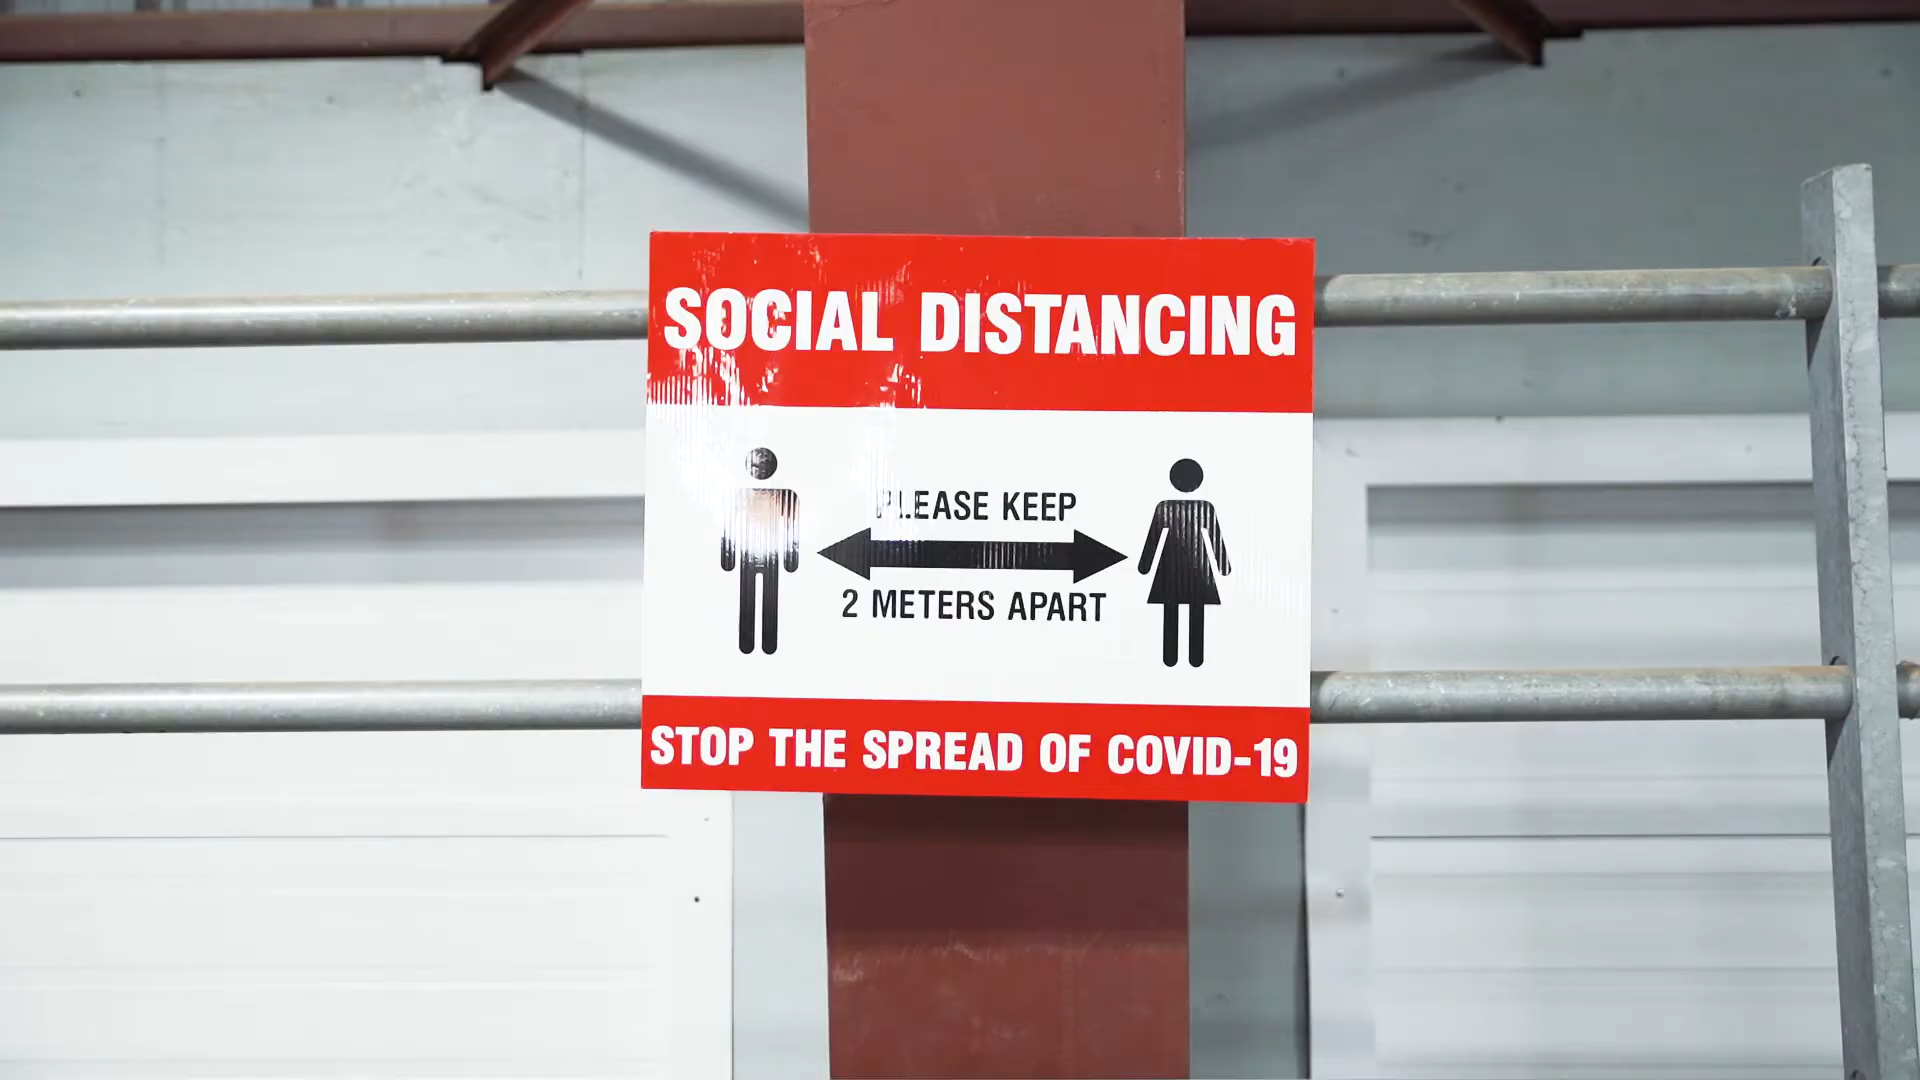 SOCIAL DISTANCING
PLEASE KEEP
2 METERS APART
STOP THE SPREAD OF COVID-19